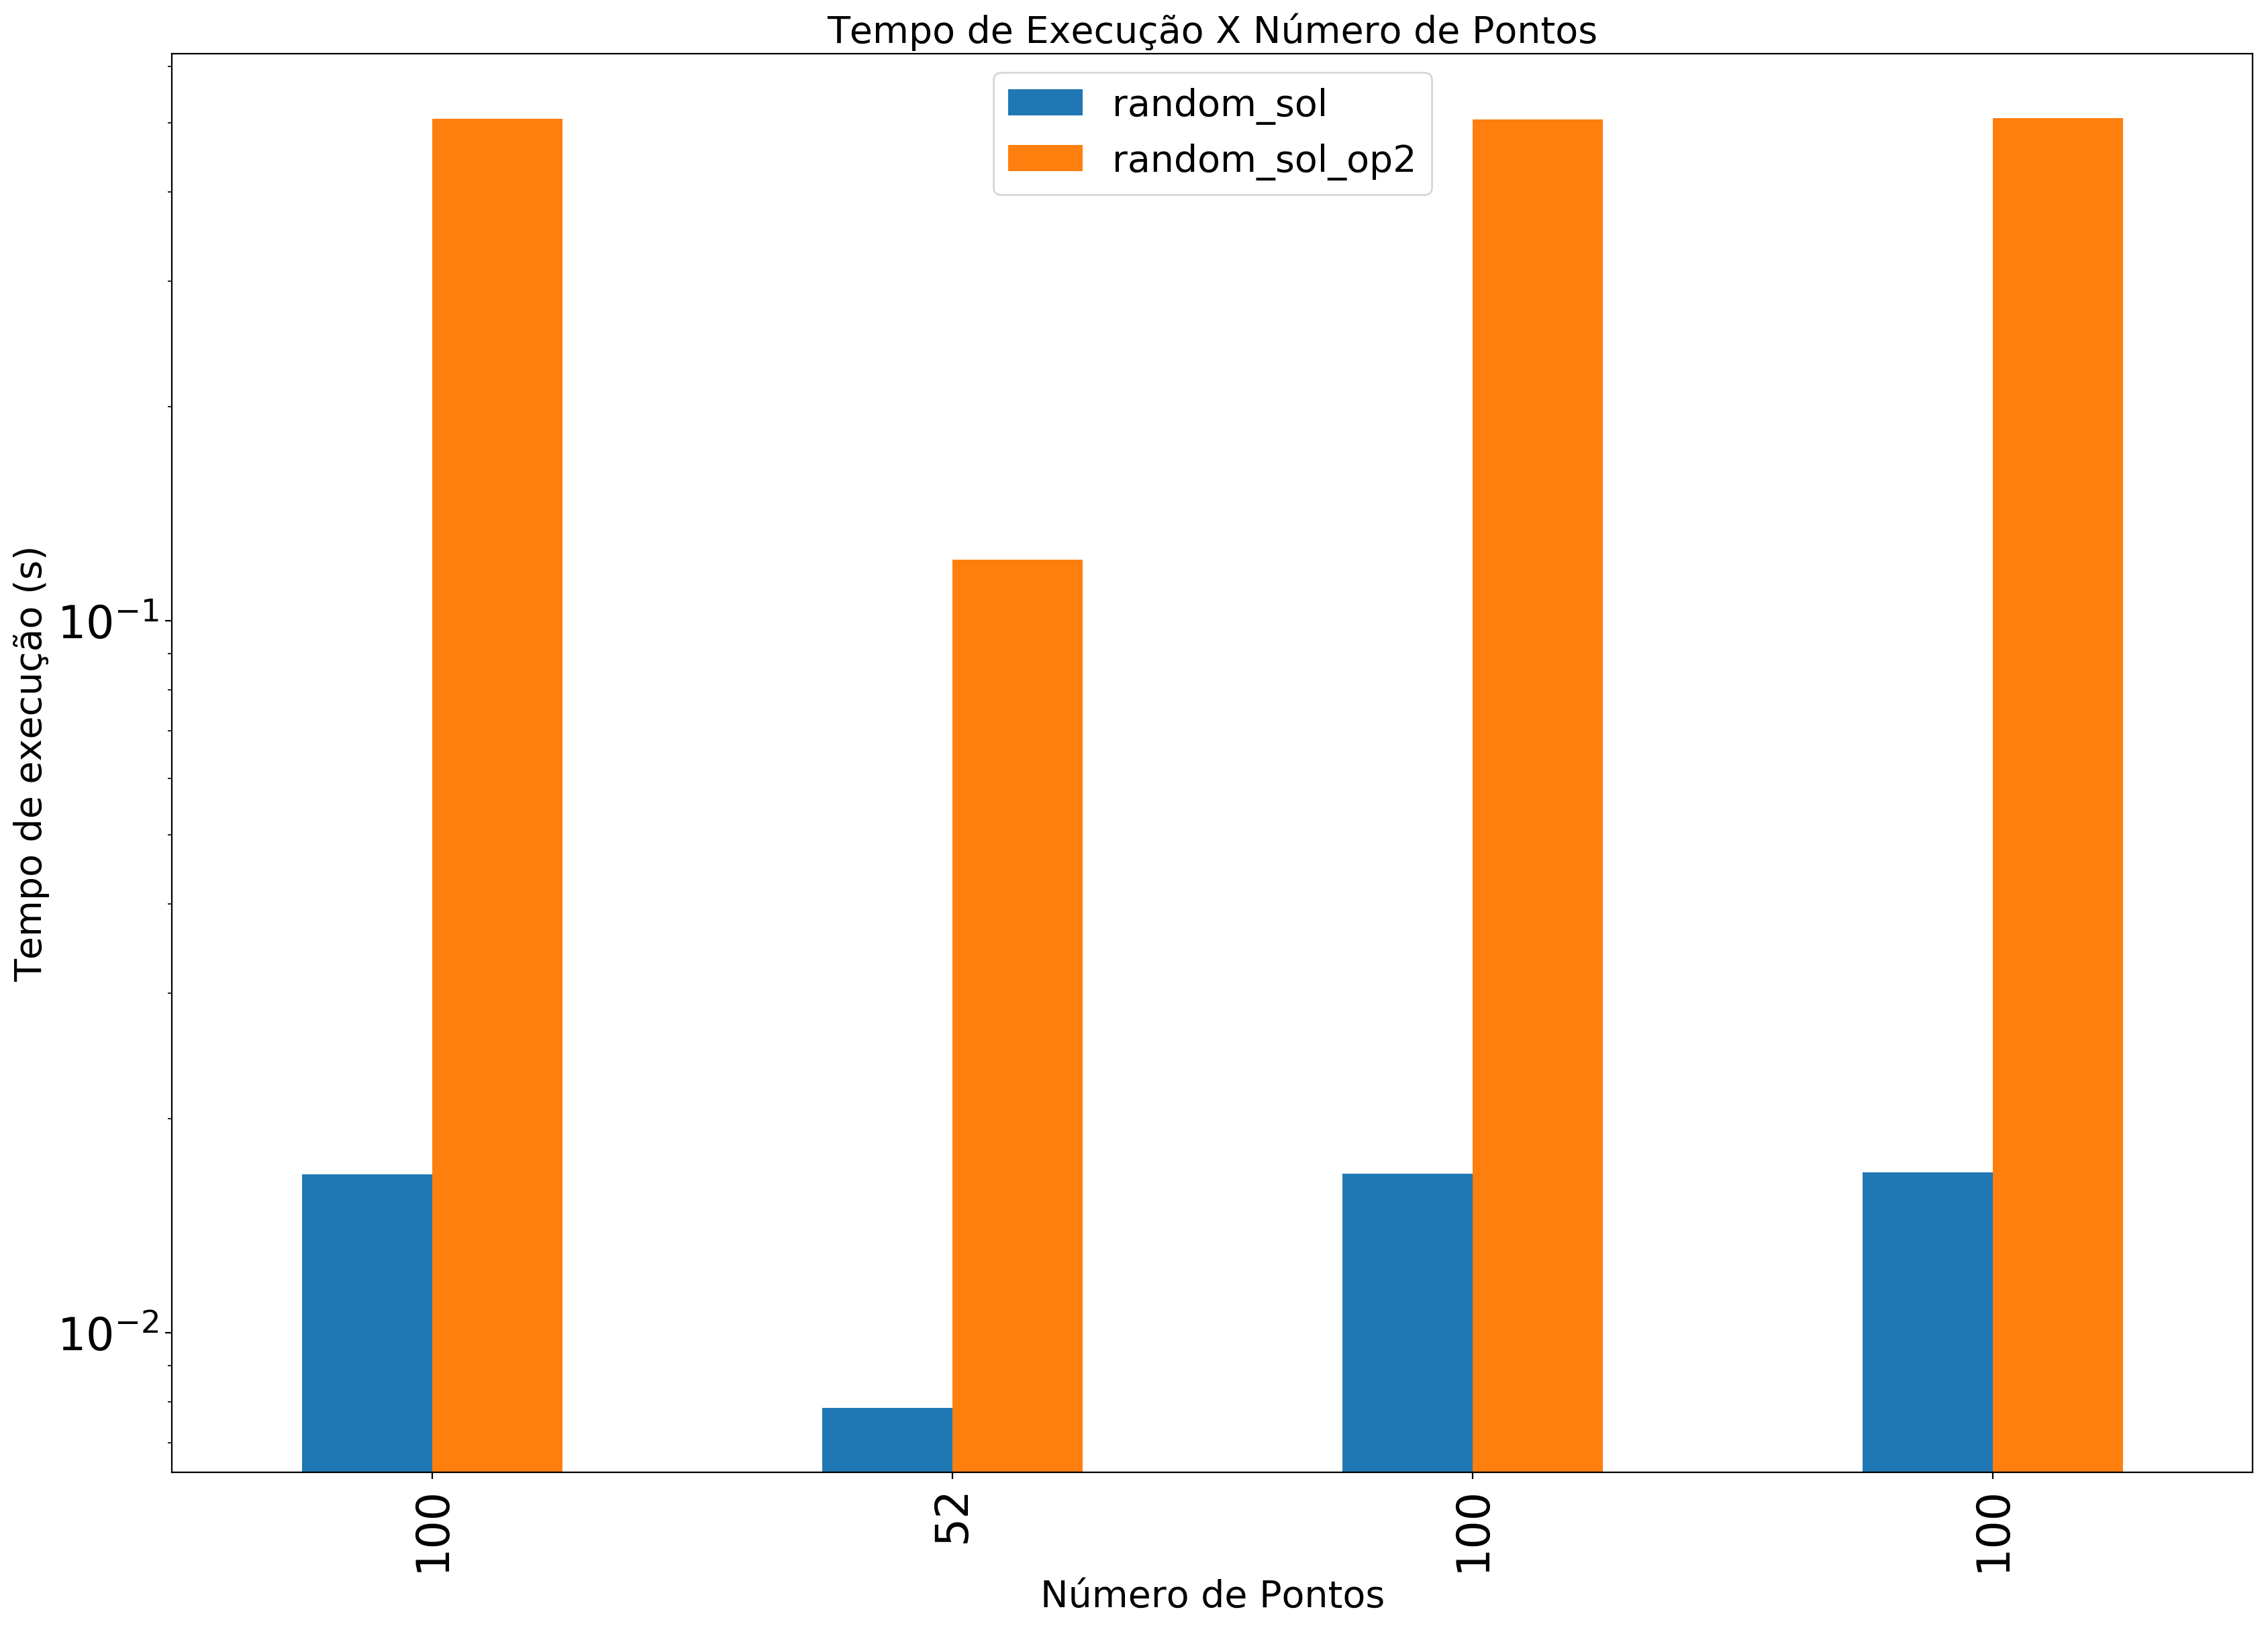 Tempo de Execução X Número de Pontos
random_sol
random_sol_op2
Tempo de execução (s)
10⁻¹
10⁻²
100
52
100
100
Número de Pontos